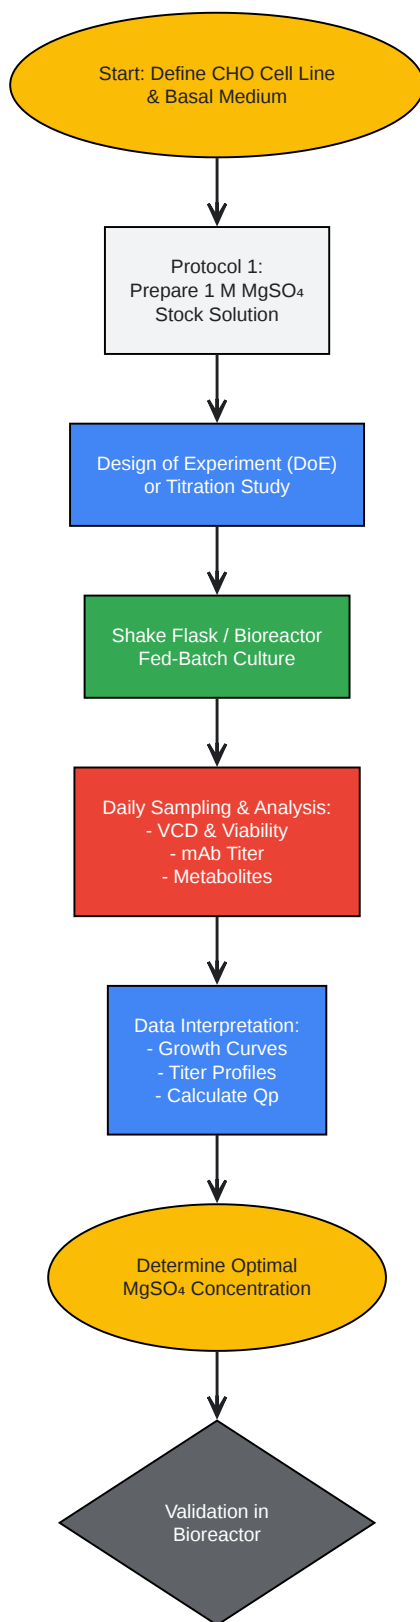 Start: Define CHO Cell Line
& Basal Medium
Protocol 1:
Prepare 1 M MgSO₄
Stock Solution
Design of Experiment (DoE)
or Titration Study
Shake Flask / Bioreactor
Fed-Batch Culture
Daily Sampling & Analysis:
- VCD & Viability
- mAb Titer
- Metabolites
Data Interpretation:
- Growth Curves
- Titer Profiles
- Calculate Qp
Determine Optimal
MgSO₄ Concentration
Validation in
Bioreactor